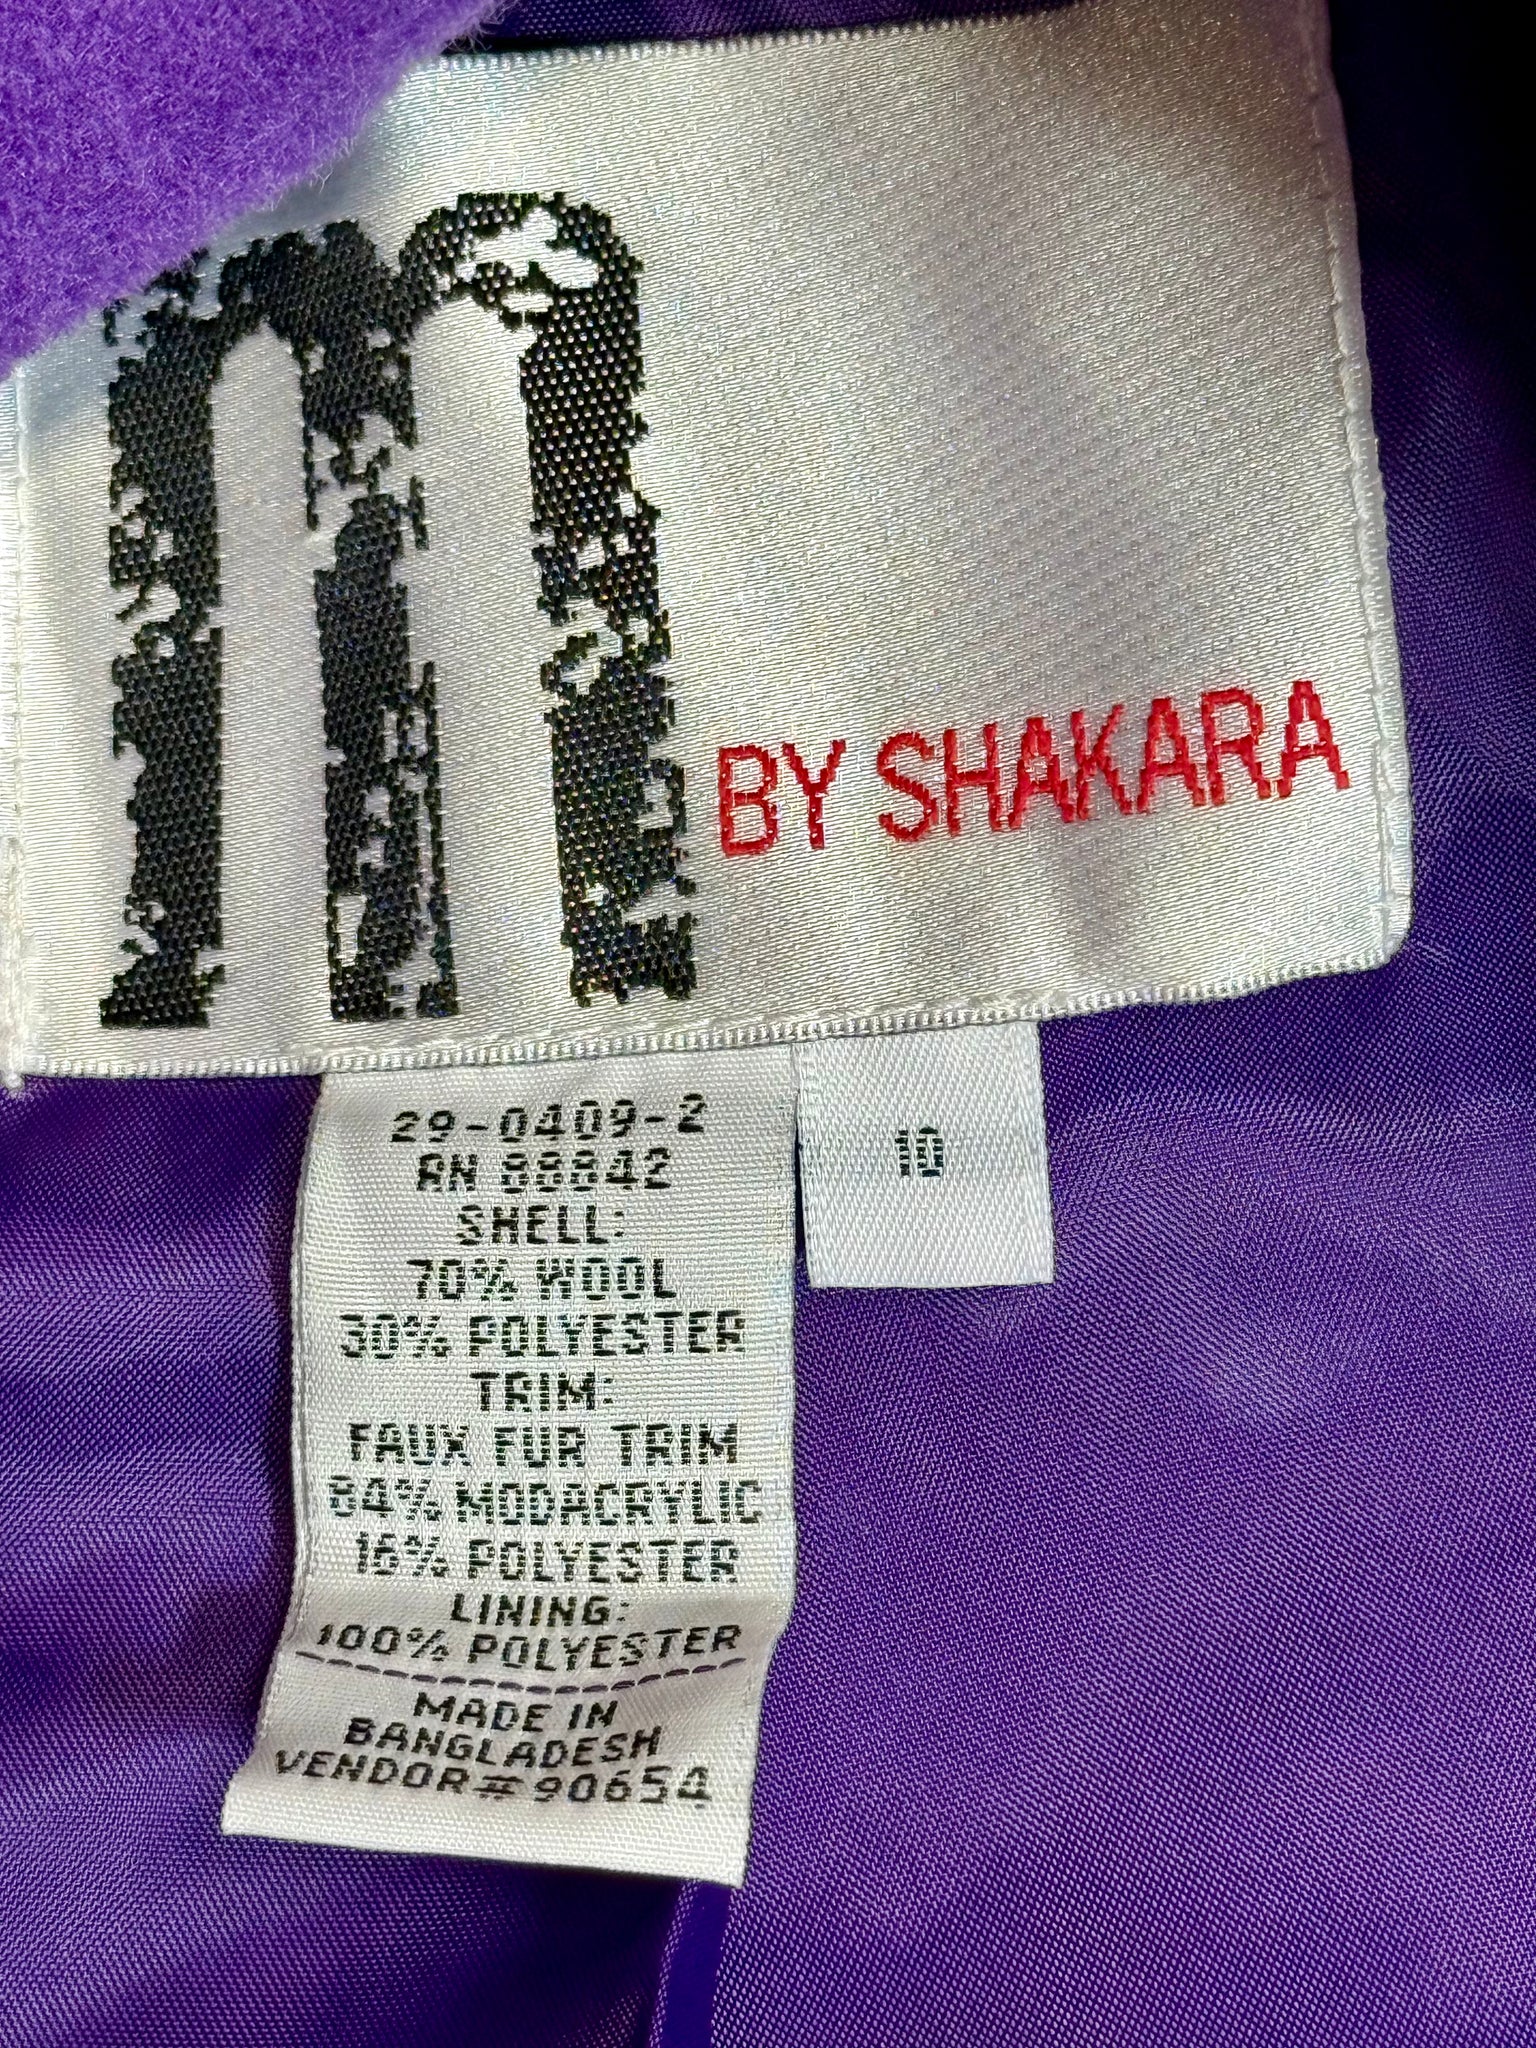 m
BY SHAKARA
29-0409-2
RN 88842
SHELL:
70% WOOL
30% POLYESTER
TRIM:
FAUX FUR TRIM
84% MODACRYLIC
16% POLYESTER
LINING:
100% POLYESTER
MADE IN
BANGLADESH
VENDOR# 90654
10